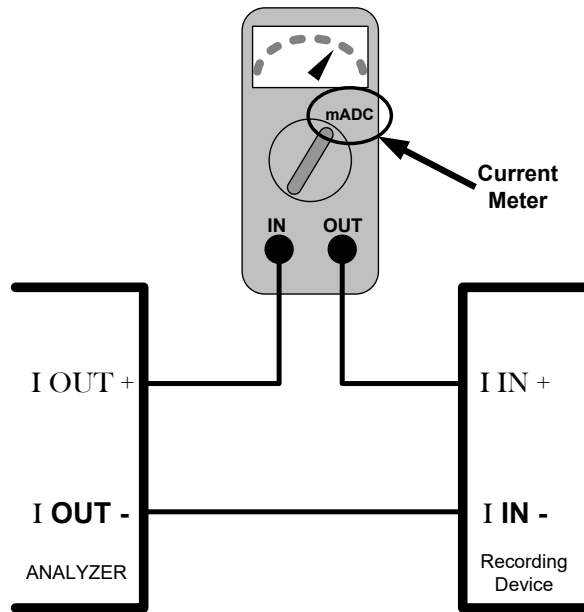 mADC
Current
Meter
IN OUT
I OUT + I IN +
I OUT - I IN -
ANALYZER
Recording
Device